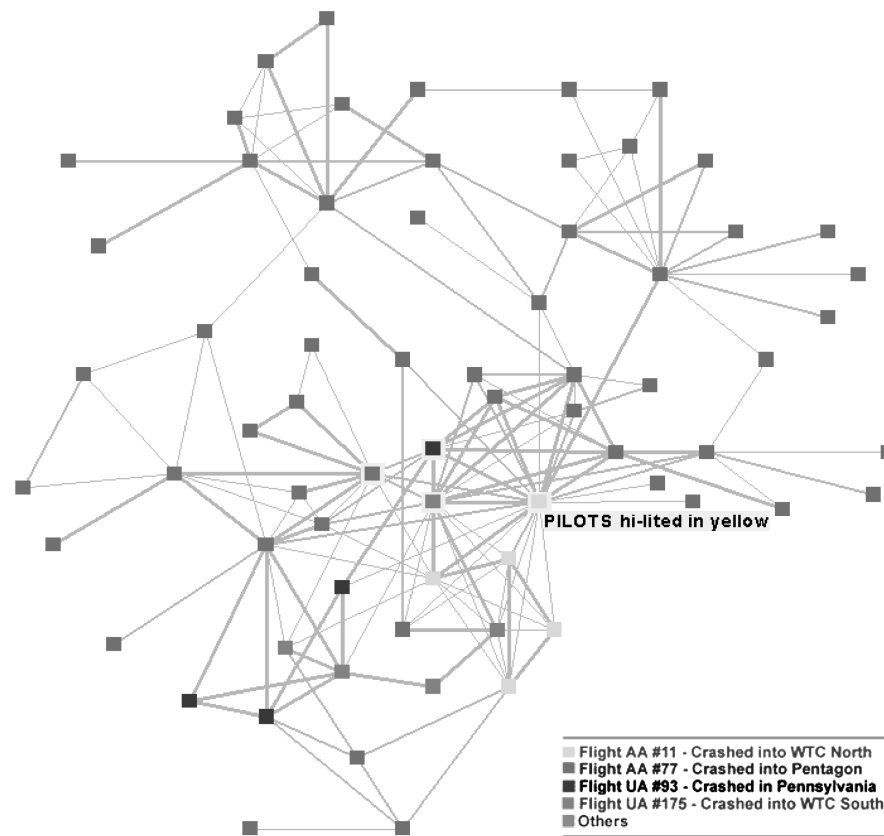 PILOTS hi-lited in yellow
Flight AA #11 - Crashed into WTC North
Flight AA #77 - Crashed into Pentagon
Flight UA #93 - Crashed in Pennsylvania
Flight UA #175 - Crashed into WTC South
Others